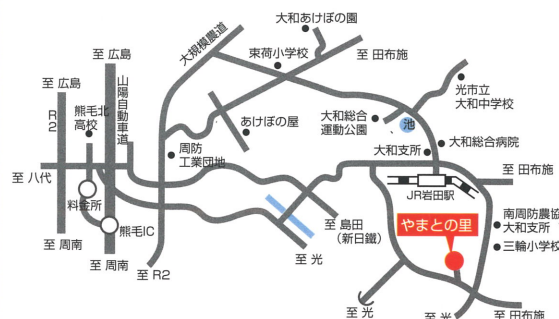 大和あけぼの園
大規模農道
束荷小学校
至 田布施
至 広島
至 広島
山陽自動車道
R2
熊毛北
高校
光市立
大和中学校
大和総合
運動公園
池
あけぼの屋
周防
工業団地
大和総合病院
大和支所
至 八代
料金所
熊毛IC
JR岩田駅
至 田布施
至 島田
(新日鐵)
南周防農協
大和支所
三輪小学校
やまとの里
至 周南
至 周南
至 R2
至 光
至 光
至 光
至 田布施